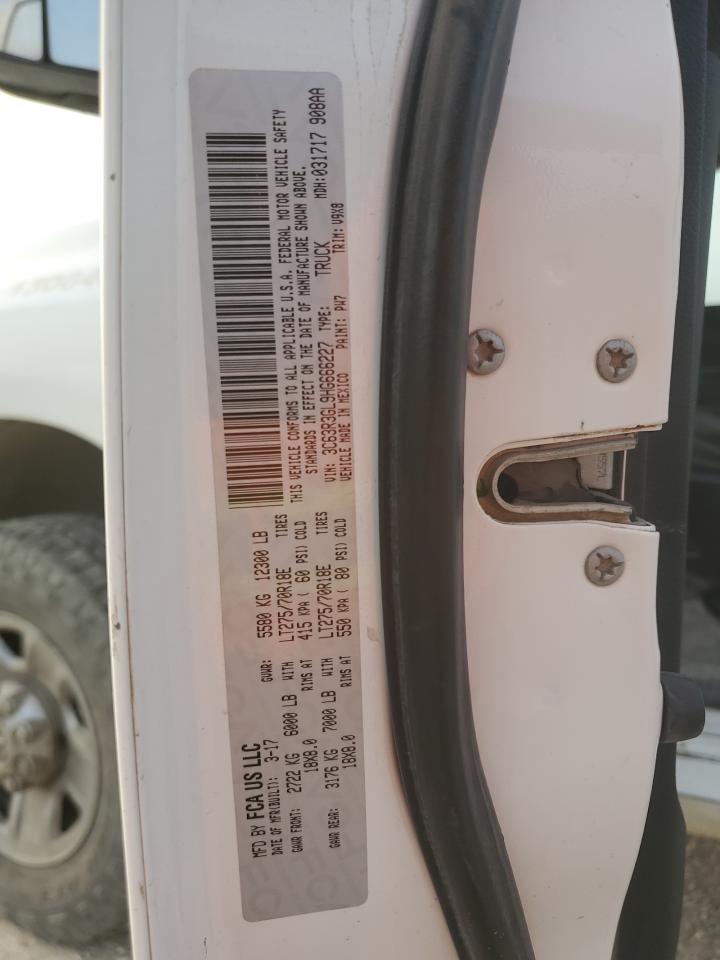 MFD BY FCA US LLC
DATE OF MFR(BUILT): 3-17 GVWR: 5580 KG 12300 LB
GAWR FRONT: 2722 KG 6000 LB WITH LT275/70R18E TIRES
18X8.0 RIMS AT 415 KPA ( 60 PSI) COLD
GAWR REAR: 3176 KG 7000 LB WITH LT275/70R18E TIRES
18X8.0 RIMS AT 550 KPA ( 80 PSI) COLD
THIS VEHICLE CONFORMS TO ALL APPLICABLE U.S.A. FEDERAL MOTOR VEHICLE SAFETY
STANDARDS IN EFFECT ON THE DATE OF MANUFACTURE SHOWN ABOVE.
VIN: 3C63R3GL9HG666227 TYPE: TRUCK MDH:031717 908AA
VEHICLE MADE IN MEXICO PAINT: PW7 TRIM: V9X8